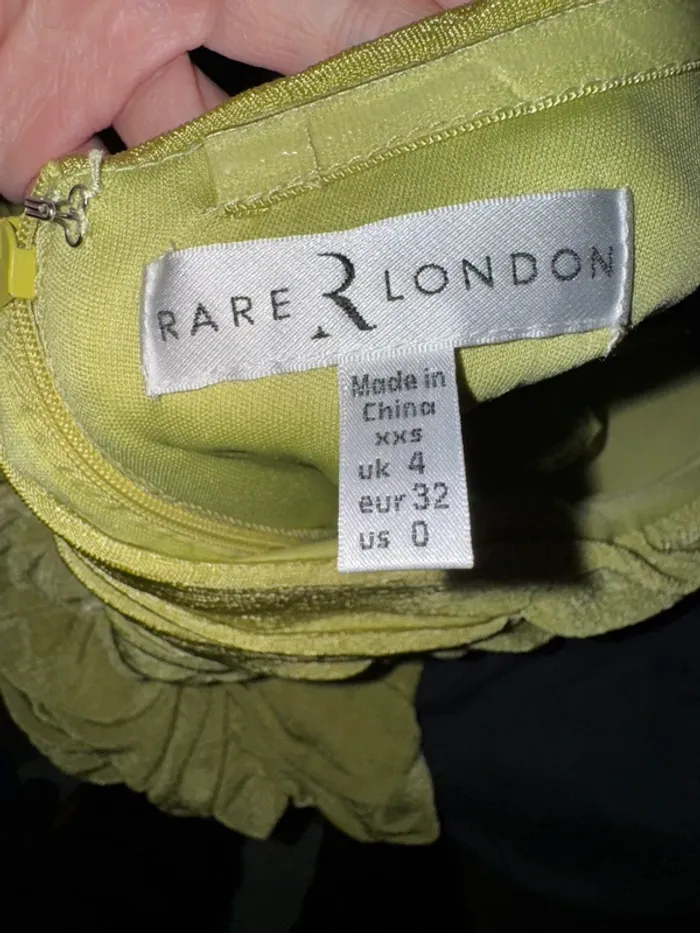 RARE R LONDON
Made in
China
xxs
uk 4
eur 32
us 0